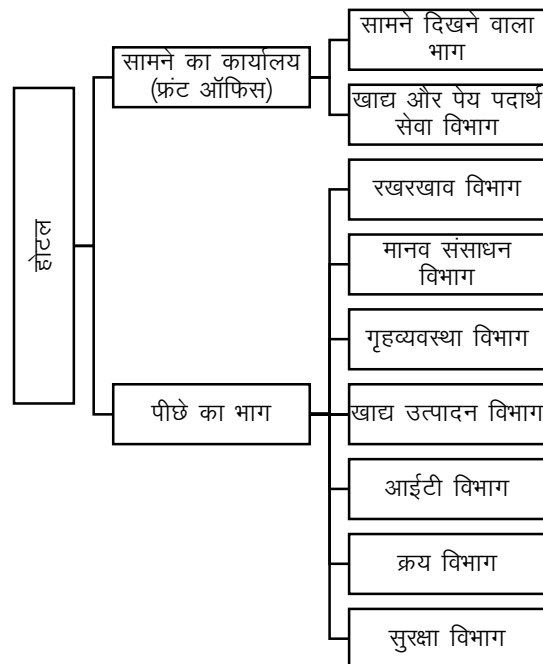 होटल
सामने का कार्यालय
(फ्रंट ऑफिस)
सामने दिखने वाला
भाग
खाद्य और पेय पदार्थ
सेवा विभाग
पीछे का भाग
रखरखाव विभाग
मानव संसाधन
विभाग
गृहव्यवस्था विभाग
खाद्य उत्पादन विभाग
आईटी विभाग
क्रय विभाग
सुरक्षा विभाग